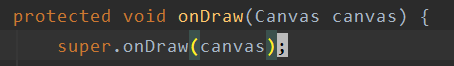 protected void onDraw(Canvas canvas) {
super.onDraw(canvas);